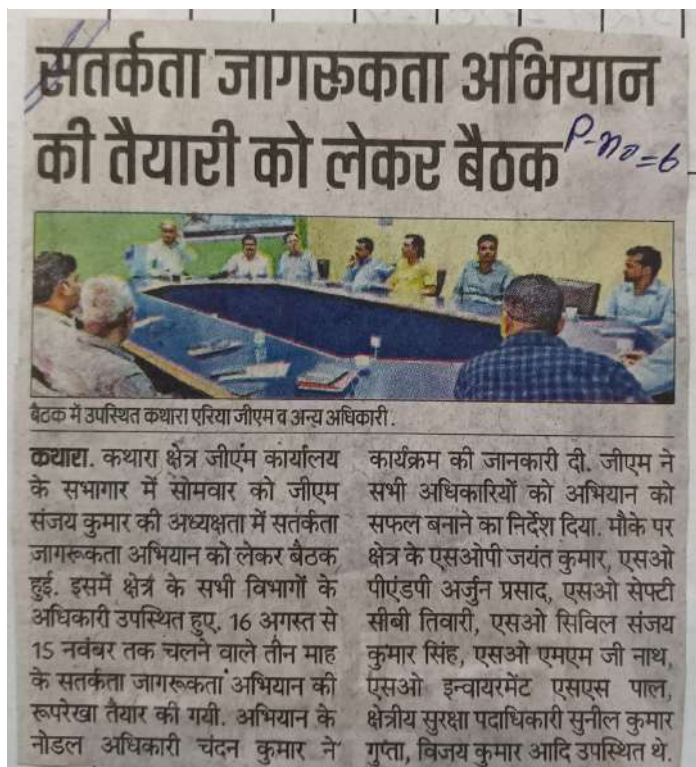 सतर्कता जागरूकता अभियान
की तैयारी को लेकर बैठक
P-no=6
बैठक में उपस्थित कथारा एरिया जीएम व अन्य अधिकारी.
कथारा. कथारा क्षेत्र जीएम कार्यालय
के सभागार में सोमवार को जीएम
संजय कुमार की अध्यक्षता में सतर्कता
जागरूकता अभियान को लेकर बैठक
हुई. इसमें क्षेत्र के सभी विभागों के
अधिकारी उपस्थित हुए. 16 अगस्त से
15 नवंबर तक चलने वाले तीन माह
के सतर्कता जागरूकता अभियान की
रूपरेखा तैयार की गयी. अभियान के
नोडल अधिकारी चंदन कुमार ने
कार्यक्रम की जानकारी दी. जीएम ने
सभी अधिकारियों को अभियान को
सफल बनाने का निर्देश दिया. मौके पर
क्षेत्र के एसओपी जयंत कुमार, एसओ
पीएंडपी अर्जुन प्रसाद, एसओ सेफ्टी
सीबी तिवारी, एसओ सिविल संजय
कुमार सिंह, एसओ एमएम जी नाथ,
एसओ इन्वायरमेंट एसएस पाल,
क्षेत्रीय सुरक्षा पदाधिकारी सुनील कुमार
गुप्ता, विजय कुमार आदि उपस्थित थे.